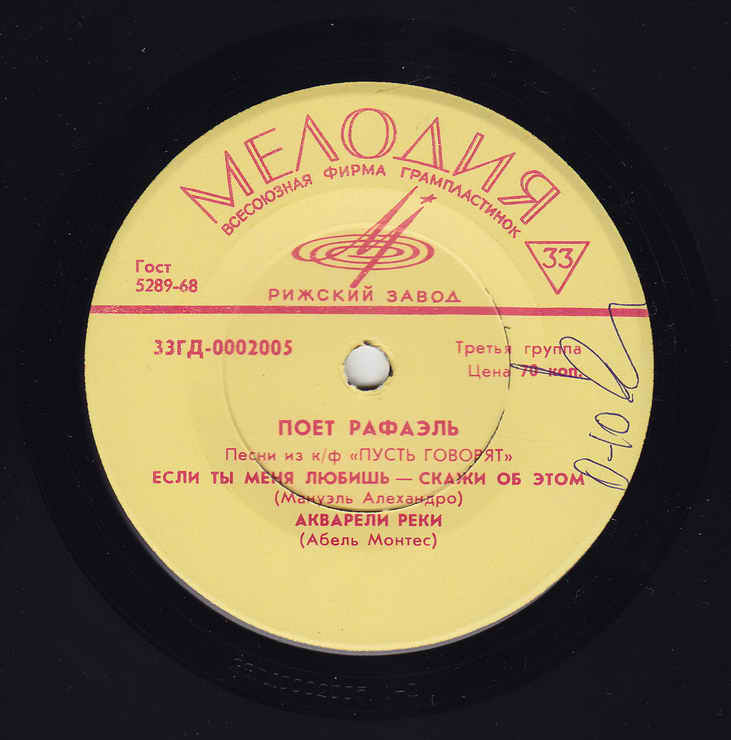 МЕЛОДИЯ
ВСЕСОЮЗНАЯ ФИРМА ГРАМПЛАСТИНОК
33
Гост
5289-68
РИЖСКИЙ ЗАВОД
33ГД-0002005
Третья группа
Цена 70 коп.
ПОЕТ РАФАЭЛЬ
Песни из к/ф «ПУСТЬ ГОВОРЯТ»
ЕСЛИ ТЫ МЕНЯ ЛЮБИШЬ — СКАЖИ ОБ ЭТОМ
(Мануэль Алехандро)
АКВАРЕЛИ РЕКИ
(Абель Монтес)